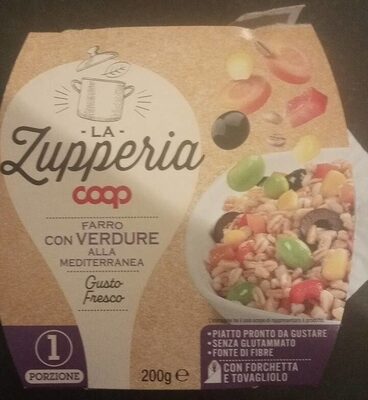 - LA -
Zupperia
coop
FARRO
CON VERDURE
ALLA
MEDITERRANEA
Gusto
Fresco
1
PORZIONE
200g ℮
• PIATTO PRONTO DA GUSTARE
• SENZA GLUTAMMATO
• FONTE DI FIBRE
CON FORCHETTA
E TOVAGLIOLO